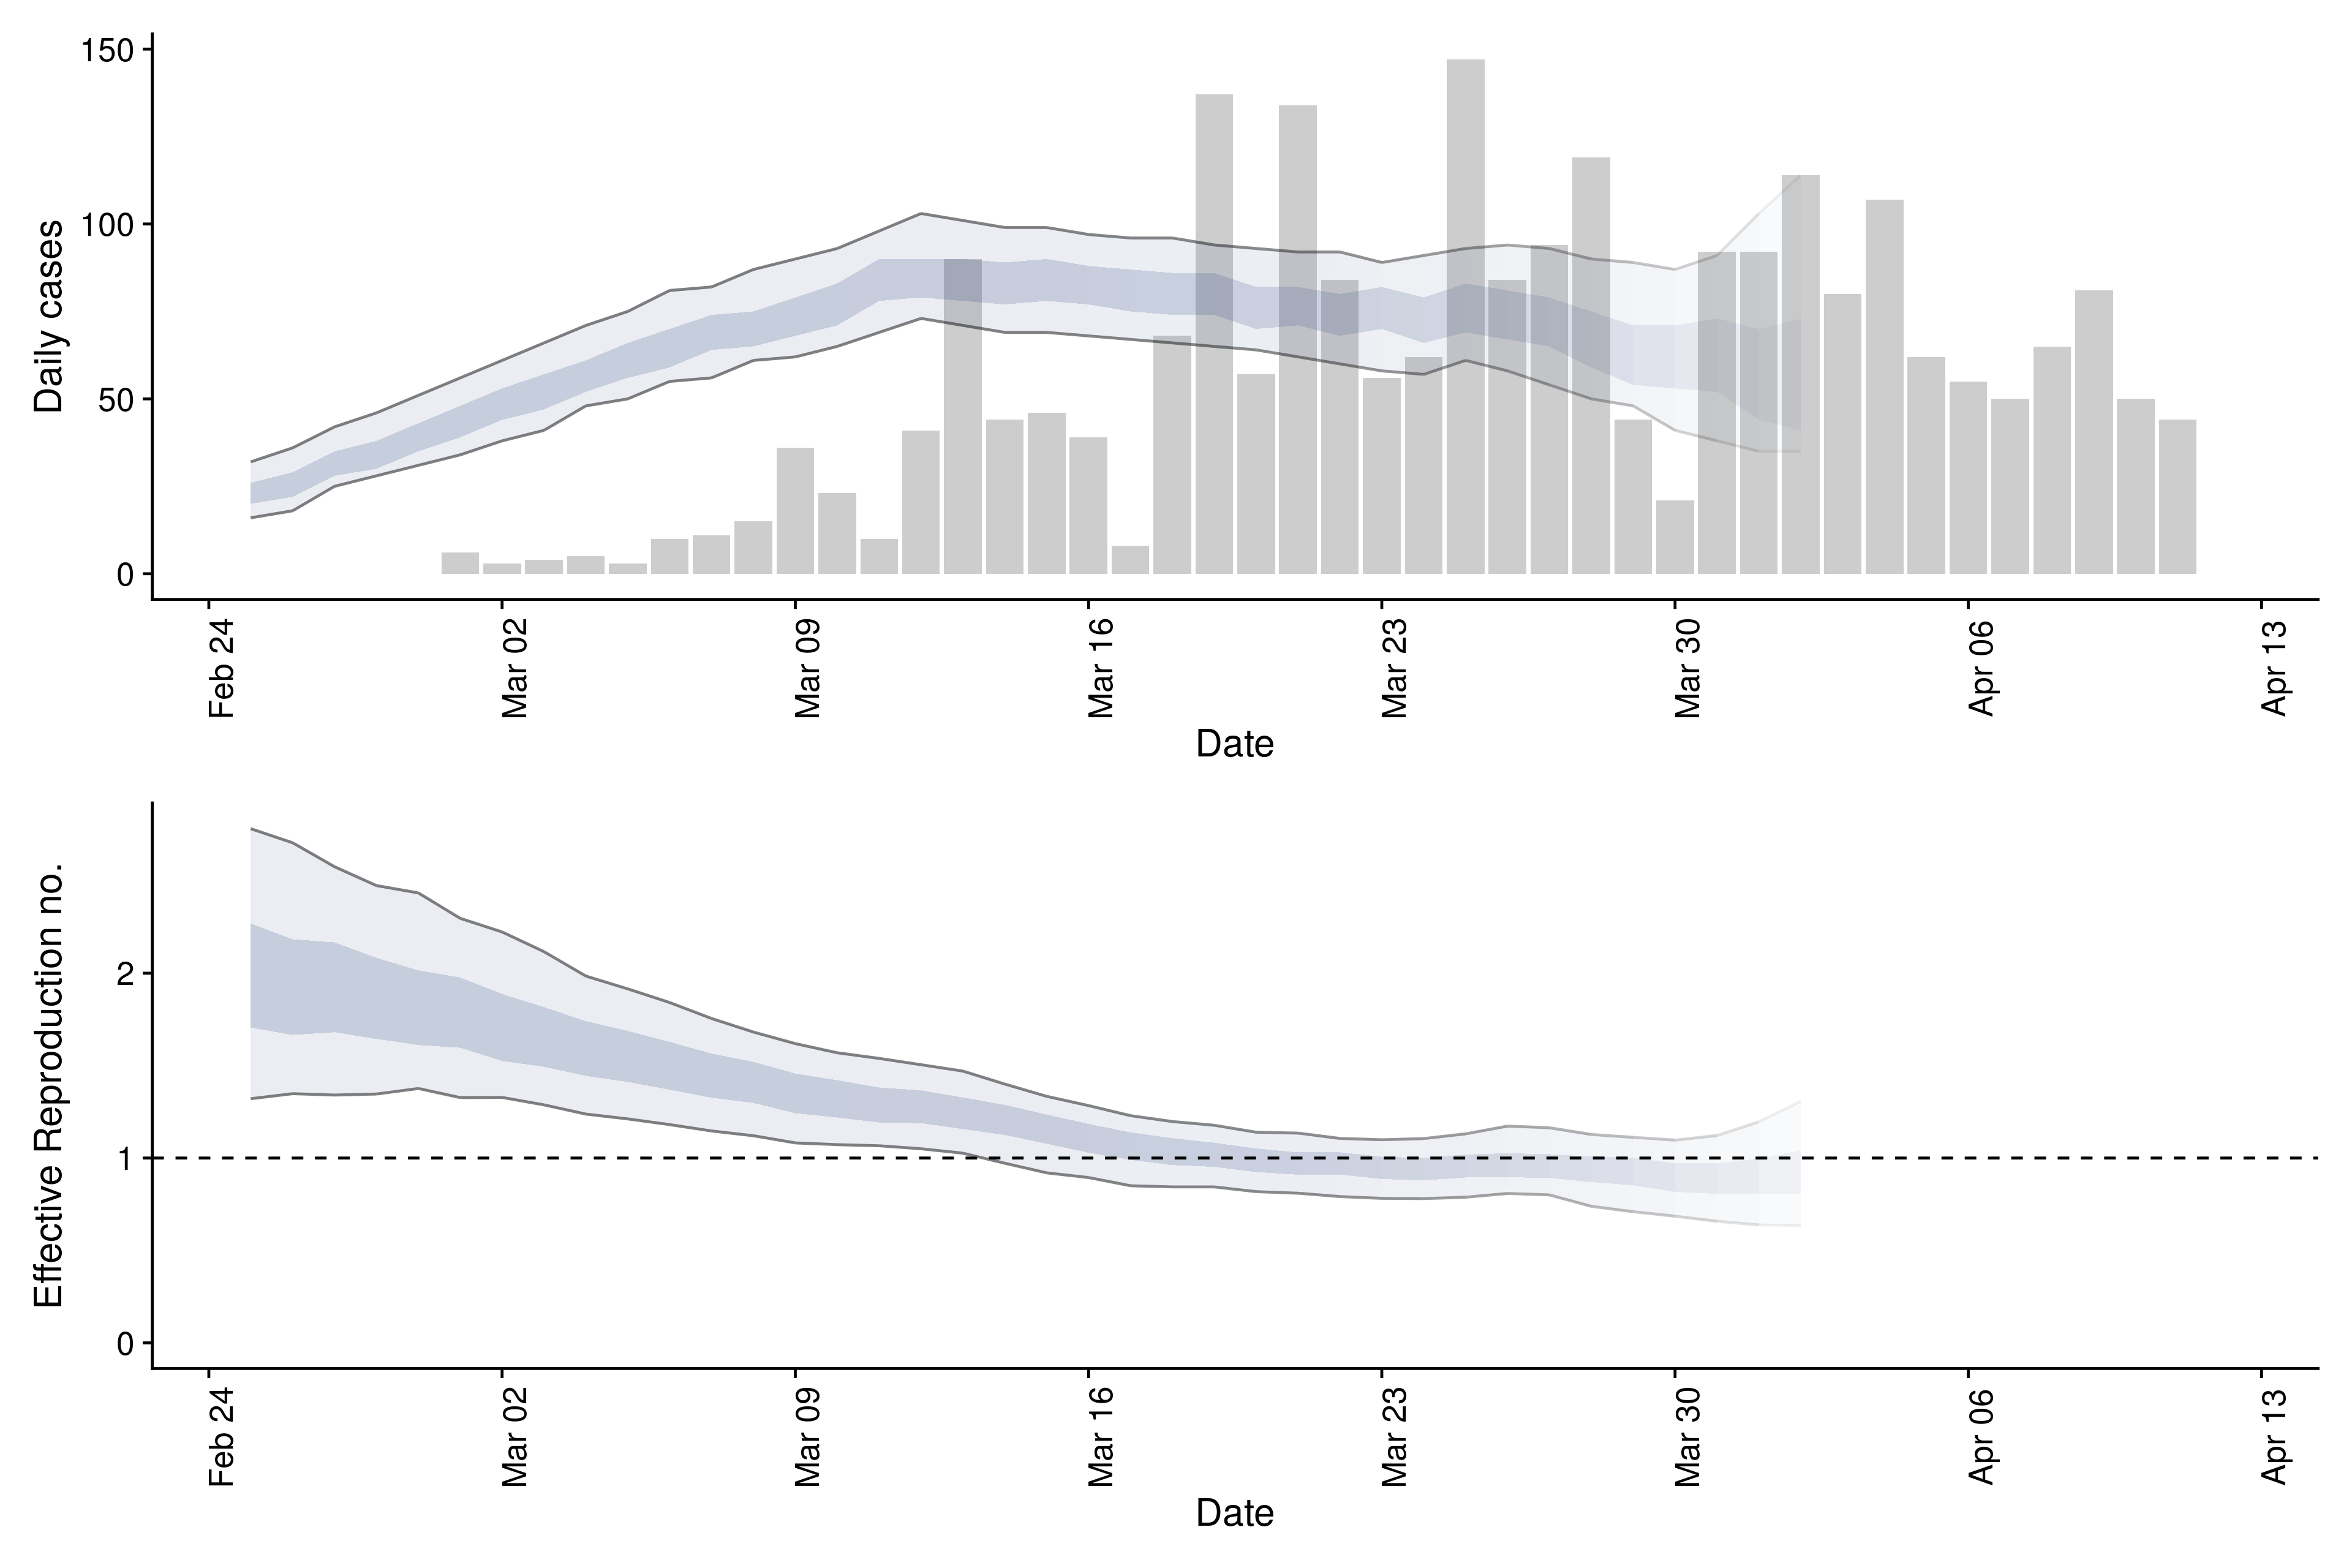 Daily cases
150
100
50
0
Feb 24
Mar 02
Mar 09
Mar 16
Mar 23
Mar 30
Apr 06
Apr 13
Date
Effective Reproduction no.
2
1
0
Feb 24
Mar 02
Mar 09
Mar 16
Mar 23
Mar 30
Apr 06
Apr 13
Date